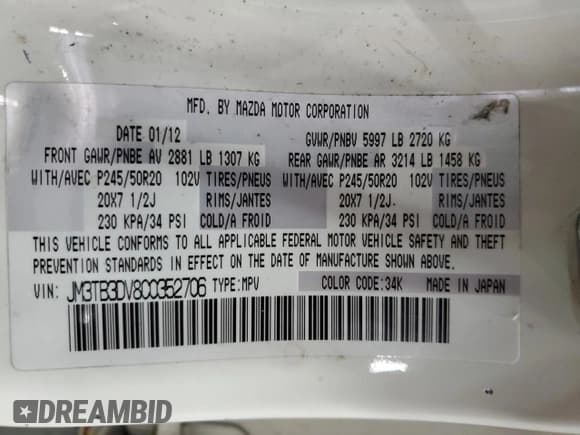 MFD. BY MAZDA MOTOR CORPORATION
DATE 01/12 GVWR/PNBV 5997 LB 2720 KG
FRONT GAWR/PNBE AV 2881 LB 1307 KG REAR GAWR/PNBE AR 3214 LB 1458 KG
WITH/AVEC P245/50R20 102V TIRES/PNEUS WITH/AVEC P245/50R20 102V TIRES/PNEUS
20X7 1/2J RIMS/JANTES 20X7 1/2J RIMS/JANTES
230 KPA/34 PSI COLD/A FROID 230 KPA/34 PSI COLD/A FROID
THIS VEHICLE CONFORMS TO ALL APPLICABLE FEDERAL MOTOR VEHICLE SAFETY AND THEFT
PREVENTION STANDARDS IN EFFECT ON THE DATE OF MANUFACTURE SHOWN ABOVE.
VIN: JM3TB3DV8C0352706 TYPE:MPV COLOR CODE:34K MADE IN JAPAN
DREAMBID